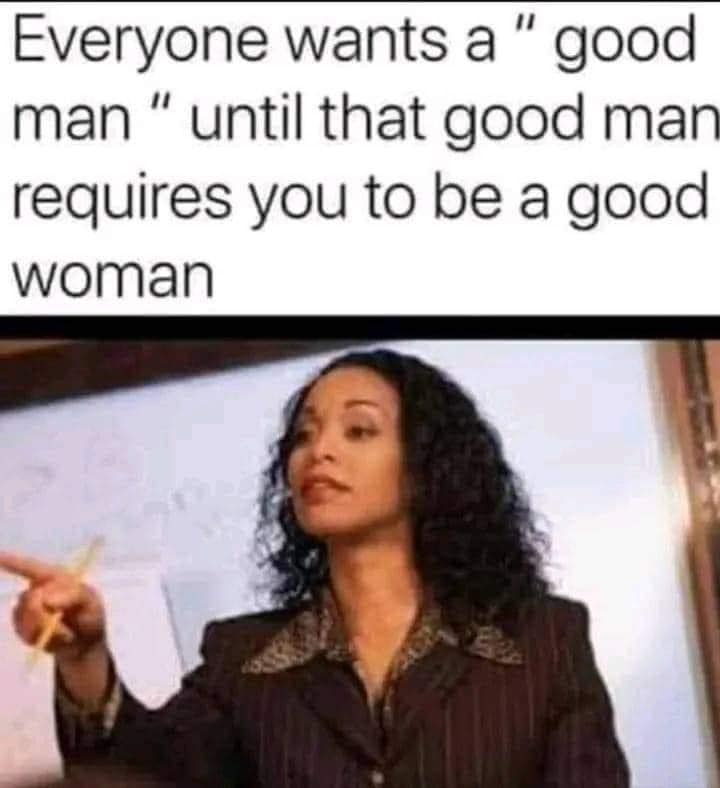 Everyone wants a " good
man " until that good man
requires you to be a good
woman